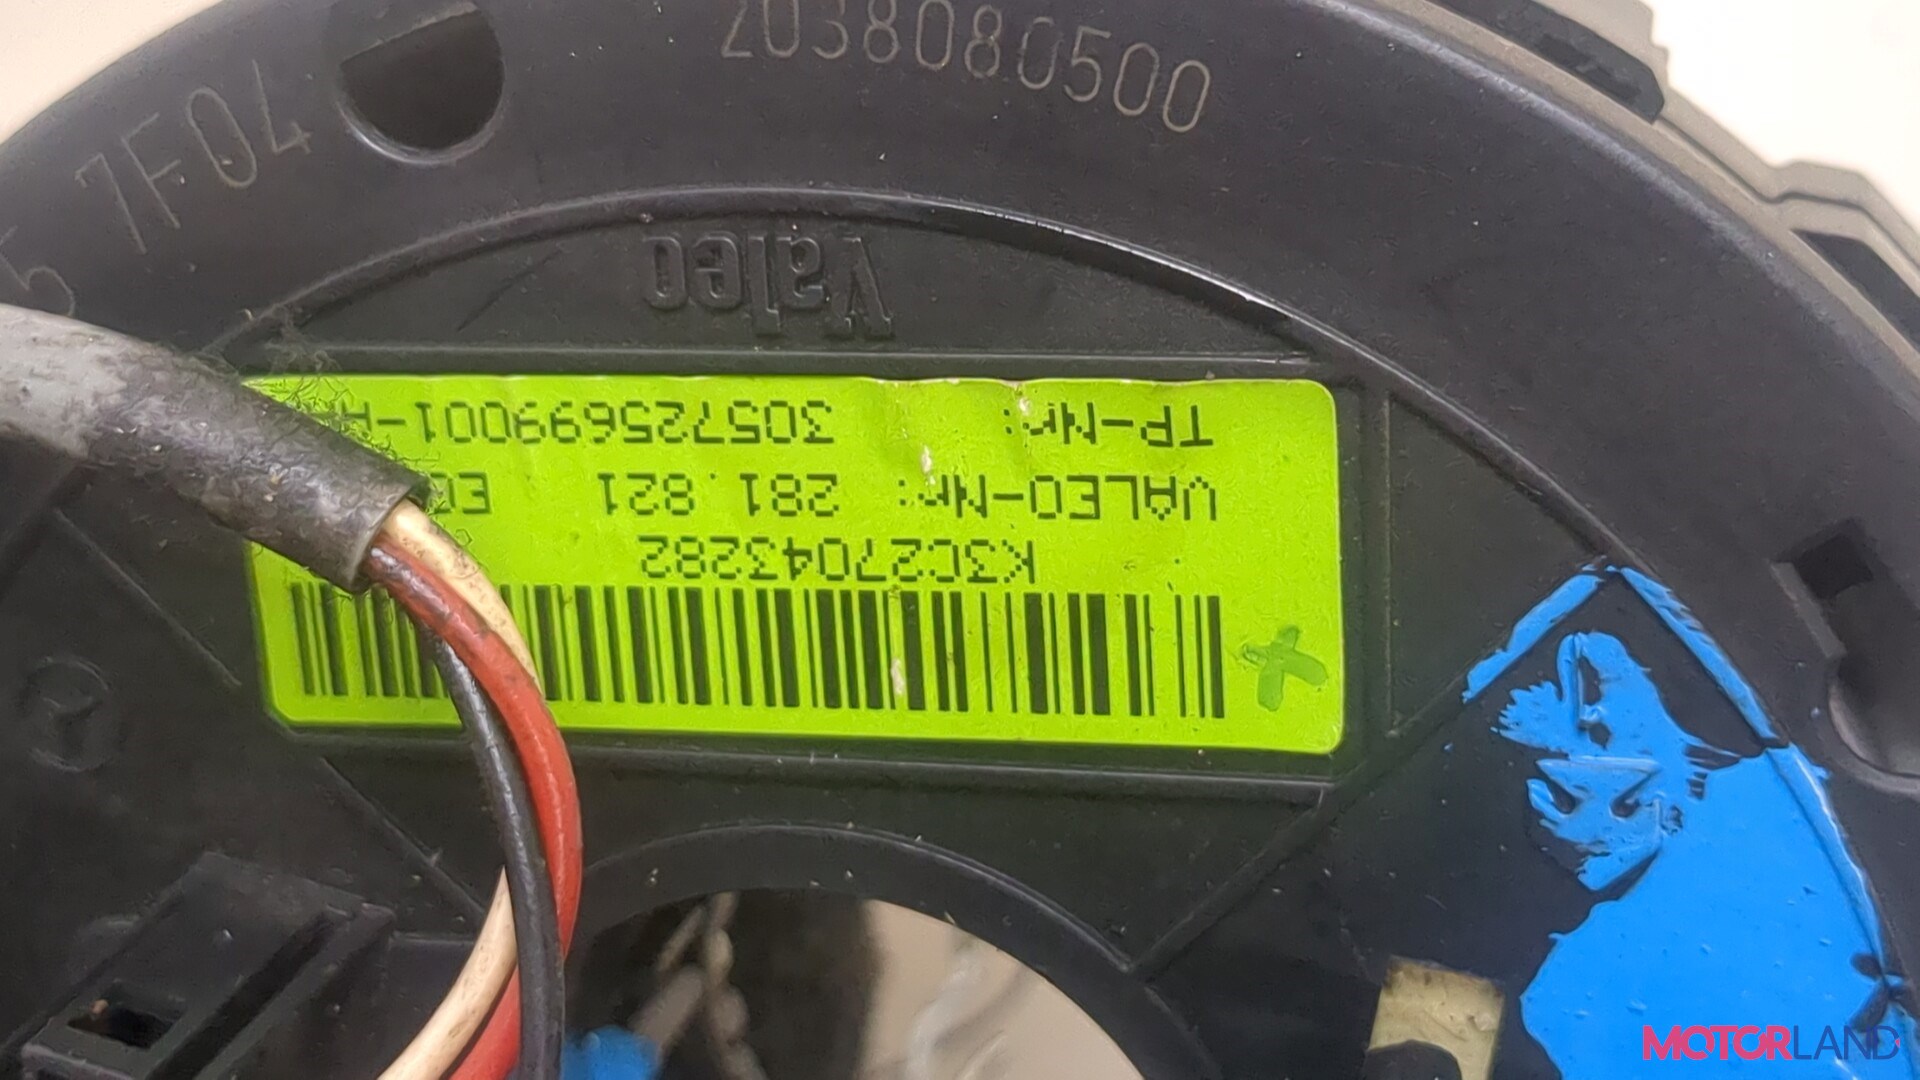 2038080500
7F04
Valeo
K3C27043282
VALEO-Nr: 281.821
TP-Nr: 305725699001-A
MOTORLAND